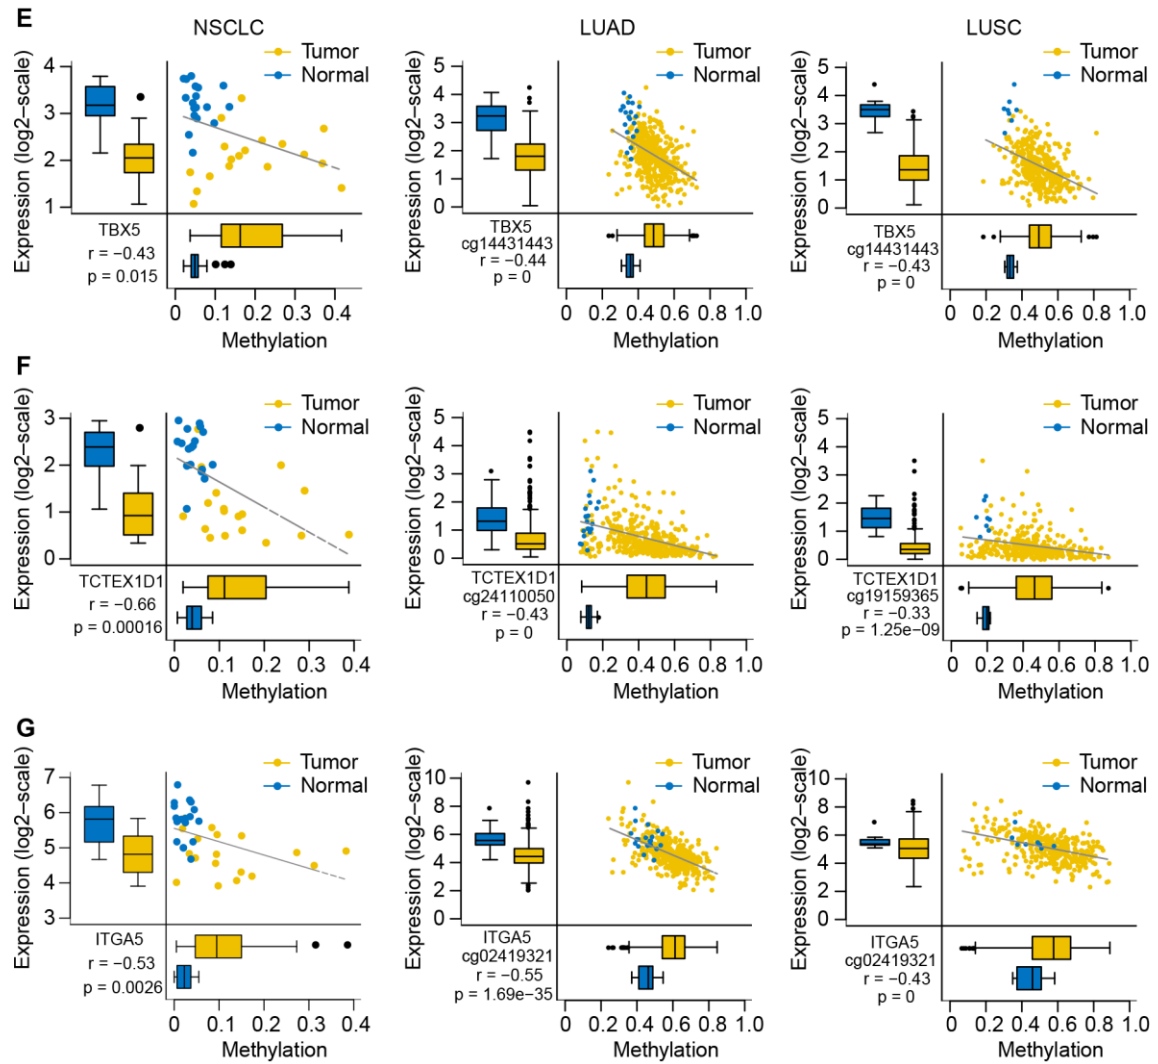 E
NSCLC
LUAD
LUSC
Tumor
Normal
Tumor
Normal
Tumor
Normal
Expression (log2–scale)
4
3
2
1
TBX5
r = −0.43
p = 0.015
0 0.1 0.2 0.3 0.4
Methylation
Expression (log2–scale)
5
4
3
2
1
0
TBX5
cg14431443
r = −0.44
p = 0
0 0.2 0.4 0.6 0.8 1.0
Methylation
Expression (log2–scale)
5
4
3
2
1
0
TBX5
cg14431443
r = −0.43
p = 0
0 0.2 0.4 0.6 0.8 1.0
Methylation
F
Tumor
Normal
Tumor
Normal
Tumor
Normal
Expression (log2–scale)
3
2
1
0
TCTEX1D1
r = −0.66
p = 0.00016
0 0.1 0.2 0.3 0.4
Methylation
Expression (log2–scale)
5
4
3
2
1
0
TCTEX1D1
cg24110050
r = −0.43
p = 0
0 0.2 0.4 0.6 0.8 1.0
Methylation
Expression (log2–scale)
5
4
3
2
1
0
TCTEX1D1
cg19159365
r = −0.33
p = 1.25e−09
0 0.2 0.4 0.6 0.8 1.0
Methylation
G
Tumor
Normal
Tumor
Normal
Tumor
Normal
Expression (log2–scale)
7
6
5
4
3
ITGA5
r = −0.53
p = 0.0026
0 0.1 0.2 0.3 0.4
Methylation
Expression (log2–scale)
10
8
6
4
2
0
ITGA5
cg02419321
r = −0.55
p = 1.69e−35
0 0.2 0.4 0.6 0.8 1.0
Methylation
Expression (log2–scale)
10
8
6
4
2
0
ITGA5
cg02419321
r = −0.43
p = 0
0 0.2 0.4 0.6 0.8 1.0
Methylation